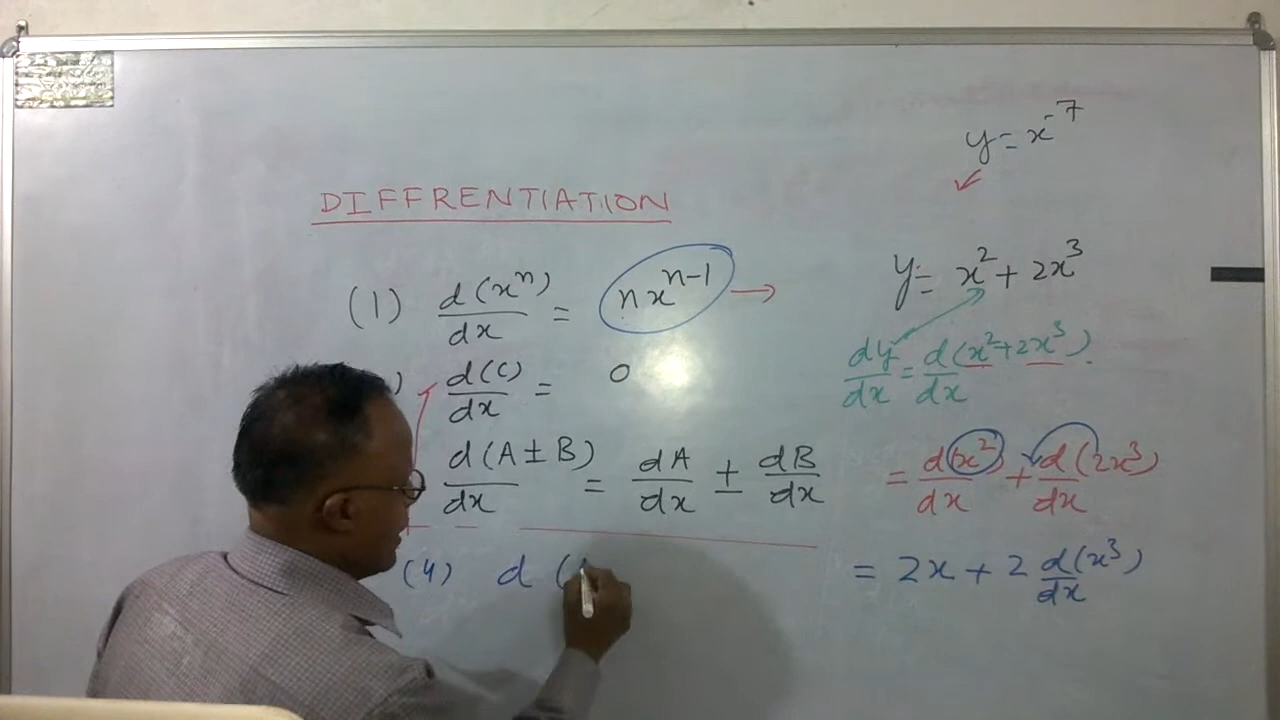 y = x⁻⁷
DIFFRENTIATION
(1) d(xⁿ)/dx = nxⁿ⁻¹ →
y = x² + 2x³
dy/dx = d(x²+2x³)/dx
) d(C)/dx = 0
d(A ± B)/dx = dA/dx ± dB/dx
= d(x²)/dx + d(2x³)/dx
(4) d (
= 2x + 2 d(x³)/dx